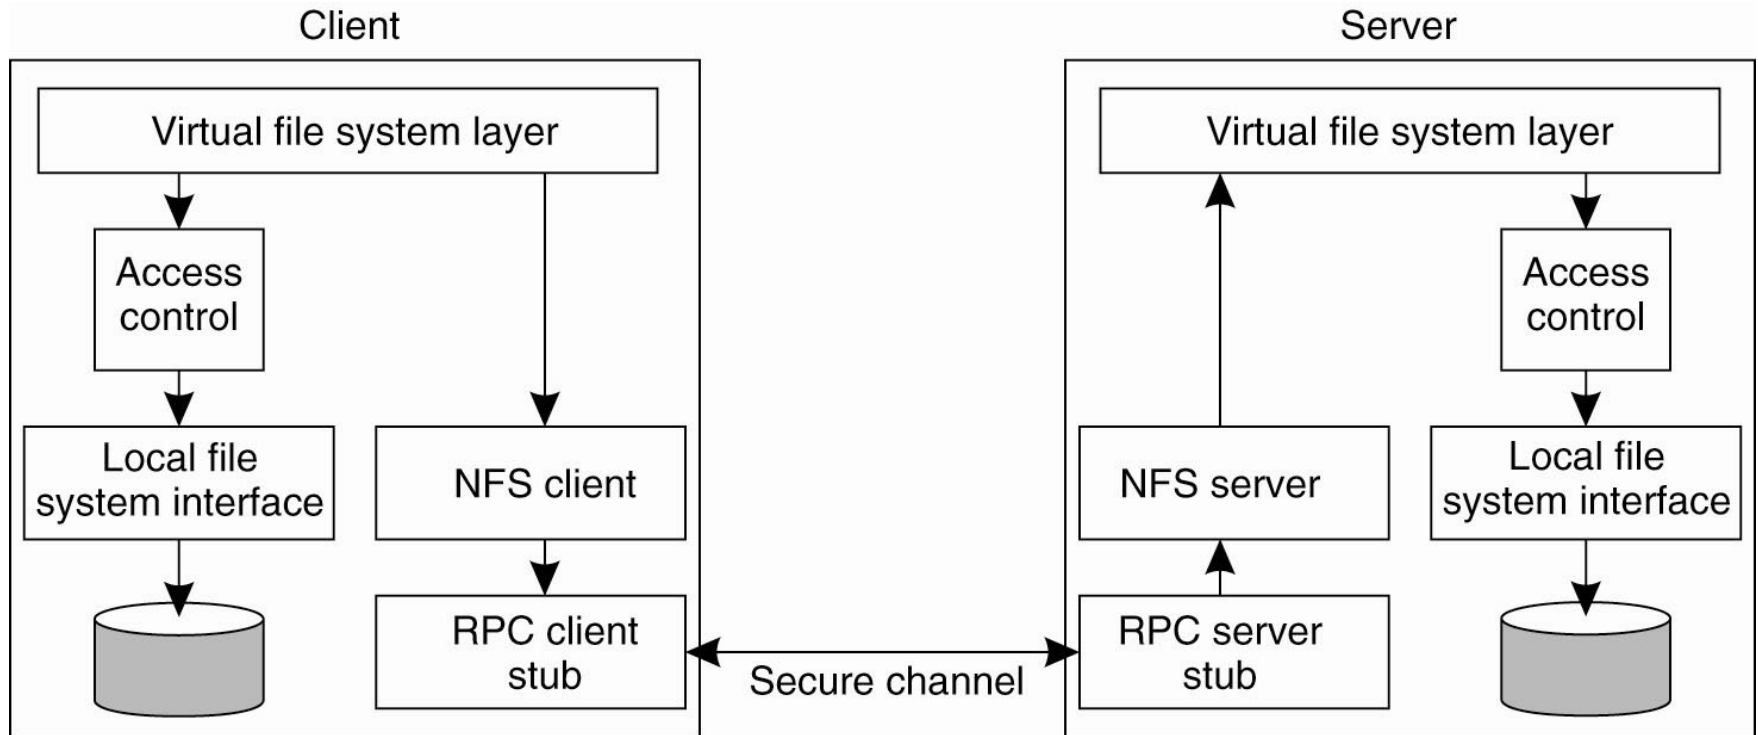 Client
Server
Virtual file system layer
Virtual file system layer
Access
control
Access
control
Local file
system interface
NFS client
NFS server
Local file
system interface
RPC client
stub
Secure channel
RPC server
stub